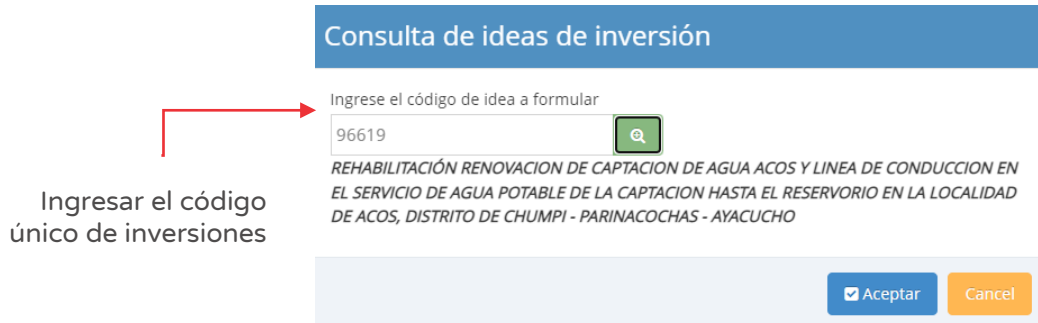 Consulta de ideas de inversión
Ingrese el código de idea a formular
96619
REHABILITACIÓN RENOVACION DE CAPTACION DE AGUA ACOS Y LINEA DE CONDUCCION EN
EL SERVICIO DE AGUA POTABLE DE LA CAPTACION HASTA EL RESERVORIO EN LA LOCALIDAD
DE ACOS, DISTRITO DE CHUMPI - PARINACOCHAS - AYACUCHO
Ingresar el código
único de inversiones
Aceptar
Cancel